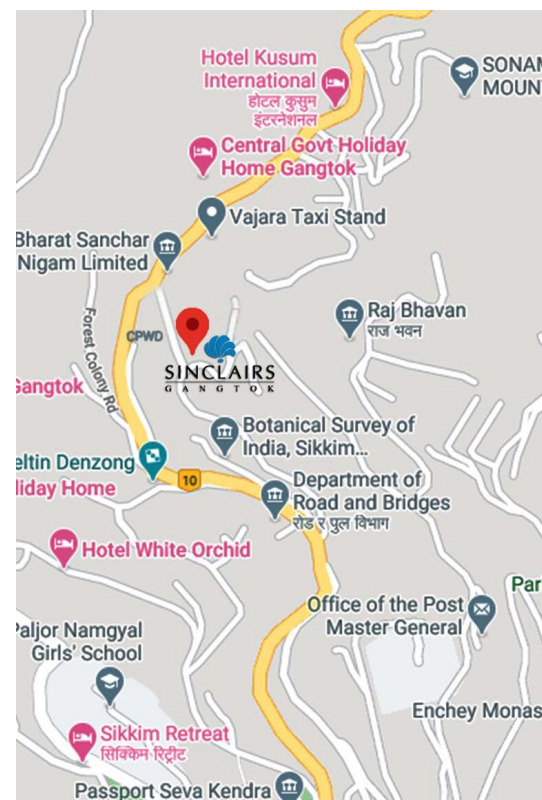 Hotel Kusum
International
होटल कुसुम
इंटरनेशनल
SONAM
MOUN
Central Govt Holiday
Home Gangtok
Vajara Taxi Stand
Bharat Sanchar
Nigam Limited
Forest Colony Rd
CPWD
SINCLAIRS
GANGTOK
Raj Bhavan
राज भवन
Gangtok
Botanical Survey of
India, Sikkim...
eltin Denzong
liday Home
10
Department of
Road and Bridges
रोड र पुल विभाग
Hotel White Orchid
Par
Office of the Post
Master General
Paljor Namgyal
Girls' School
Enchey Monas
Sikkim Retreat
सिक्किम रिट्रीट
Passport Seva Kendra